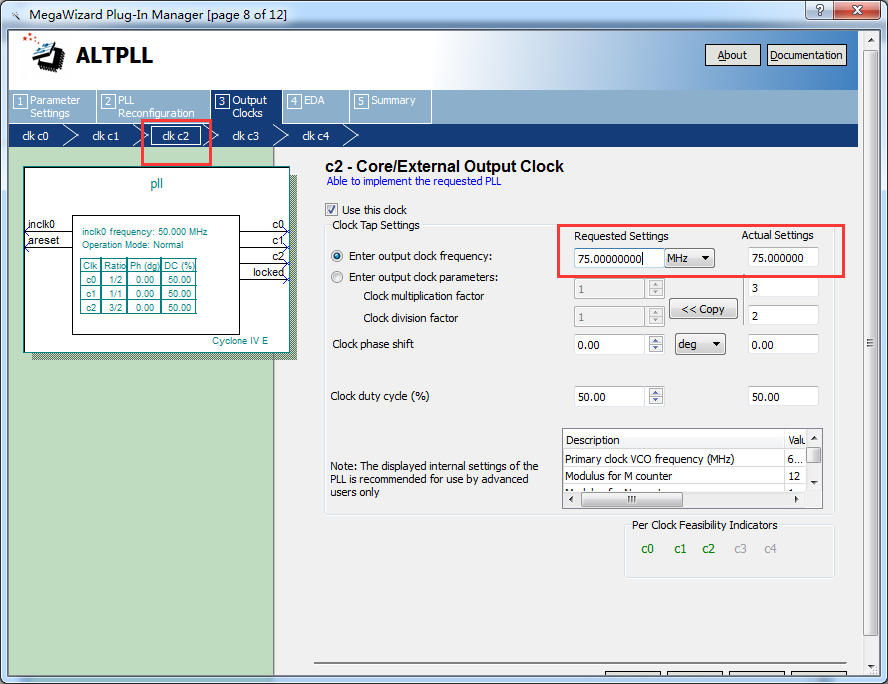 MegaWizard Plug-In Manager [page 8 of 12]
ALTPLL
About
Documentation
1 Parameter Settings
2 PLL Reconfiguration
3 Output Clocks
4 EDA
5 Summary
clk c0
clk c1
clk c2
clk c3
clk c4
pll
inclk0
areset
inclk0 frequency: 50.000 MHz
Operation Mode: Normal
Clk Ratio Ph (dg) DC (%)
c0 1/2 0.00 50.00
c1 1/1 0.00 50.00
c2 3/2 0.00 50.00
c0
c1
c2
locked
Cyclone IV E
c2 - Core/External Output Clock
Able to implement the requested PLL
Use this clock
Clock Tap Settings
Requested Settings
Actual Settings
Enter output clock frequency:
75.00000000
MHz
75.000000
Enter output clock parameters:
Clock multiplication factor
1
3
<< Copy
Clock division factor
1
2
Clock phase shift
0.00
deg
0.00
Clock duty cycle (%)
50.00
50.00
Note: The displayed internal settings of the
PLL is recommended for use by advanced
users only
Description
Primary clock VCO frequency (MHz) 6...
Modulus for M counter 12
Per Clock Feasibility Indicators
c0 c1 c2 c3 c4